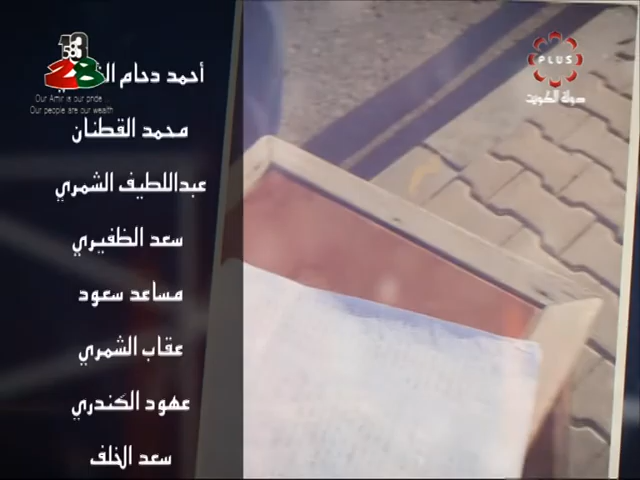 أحمد دحام
Our Amir is our pride...
Our people are our wealth
PLUS
دولة الكويت
محمد القطنان
عبداللطيف الشمري
سعد الظفيري
مساعد سعود
عقاب الشمري
عهود الكندري
سعد الخلف